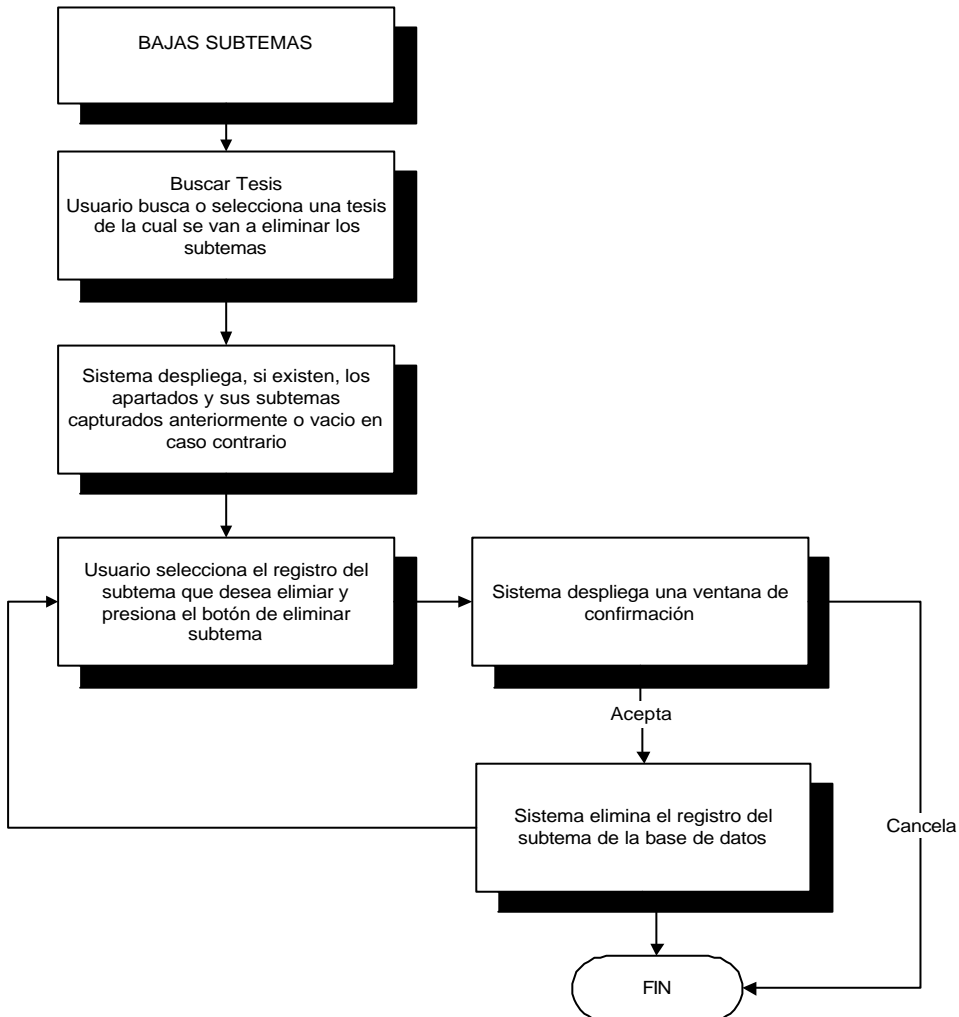 BAJAS SUBTEMAS
Buscar Tesis
Usuario busca o selecciona una tesis
de la cual se van a eliminar los
subtemas
Sistema despliega, si existen, los
apartados y sus subtemas
capturados anteriormente o vacio en
caso contrario
Usuario selecciona el registro del
subtema que desea elimiar y
presiona el botón de eliminar
subtema
Sistema despliega una ventana de
confirmación
Acepta
Sistema elimina el registro del
subtema de la base de datos
Cancela
FIN